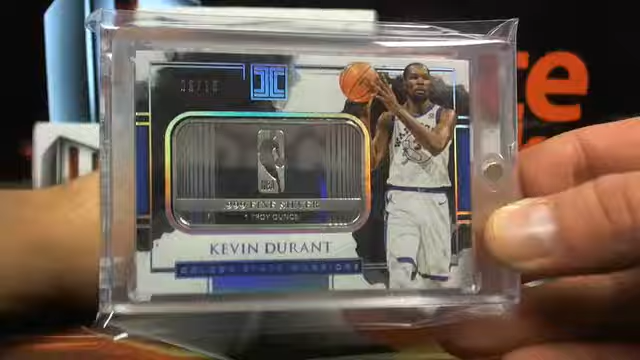 999 FINE SILVER
1 TROY OUNCE
KEVIN DURANT
GOLDEN STATE WARRIORS